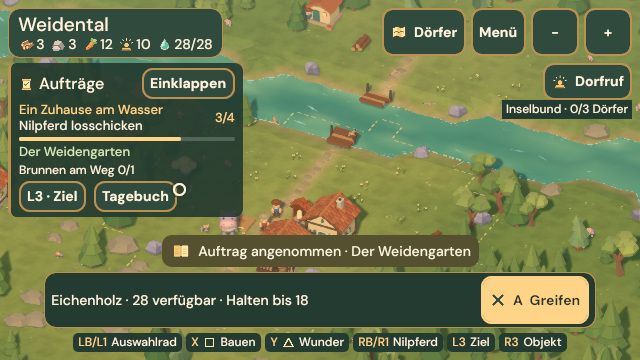 Weidental
3 3 12 10 28/28
Dörfer
Menü
-
+
Dorfruf
Inselbund · 0/3 Dörfer
Aufträge
Einklappen
Ein Zuhause am Wasser
Nilpferd losschicken
3/4
Der Weidengarten
Brunnen am Weg 0/1
L3 · Ziel
Tagebuch
Auftrag angenommen · Der Weidengarten
Eichenholz · 28 verfügbar · Halten bis 18
A Greifen
LB/L1 Auswahlrad X Bauen Y Wunder RB/R1 Nilpferd L3 Ziel R3 Objekt